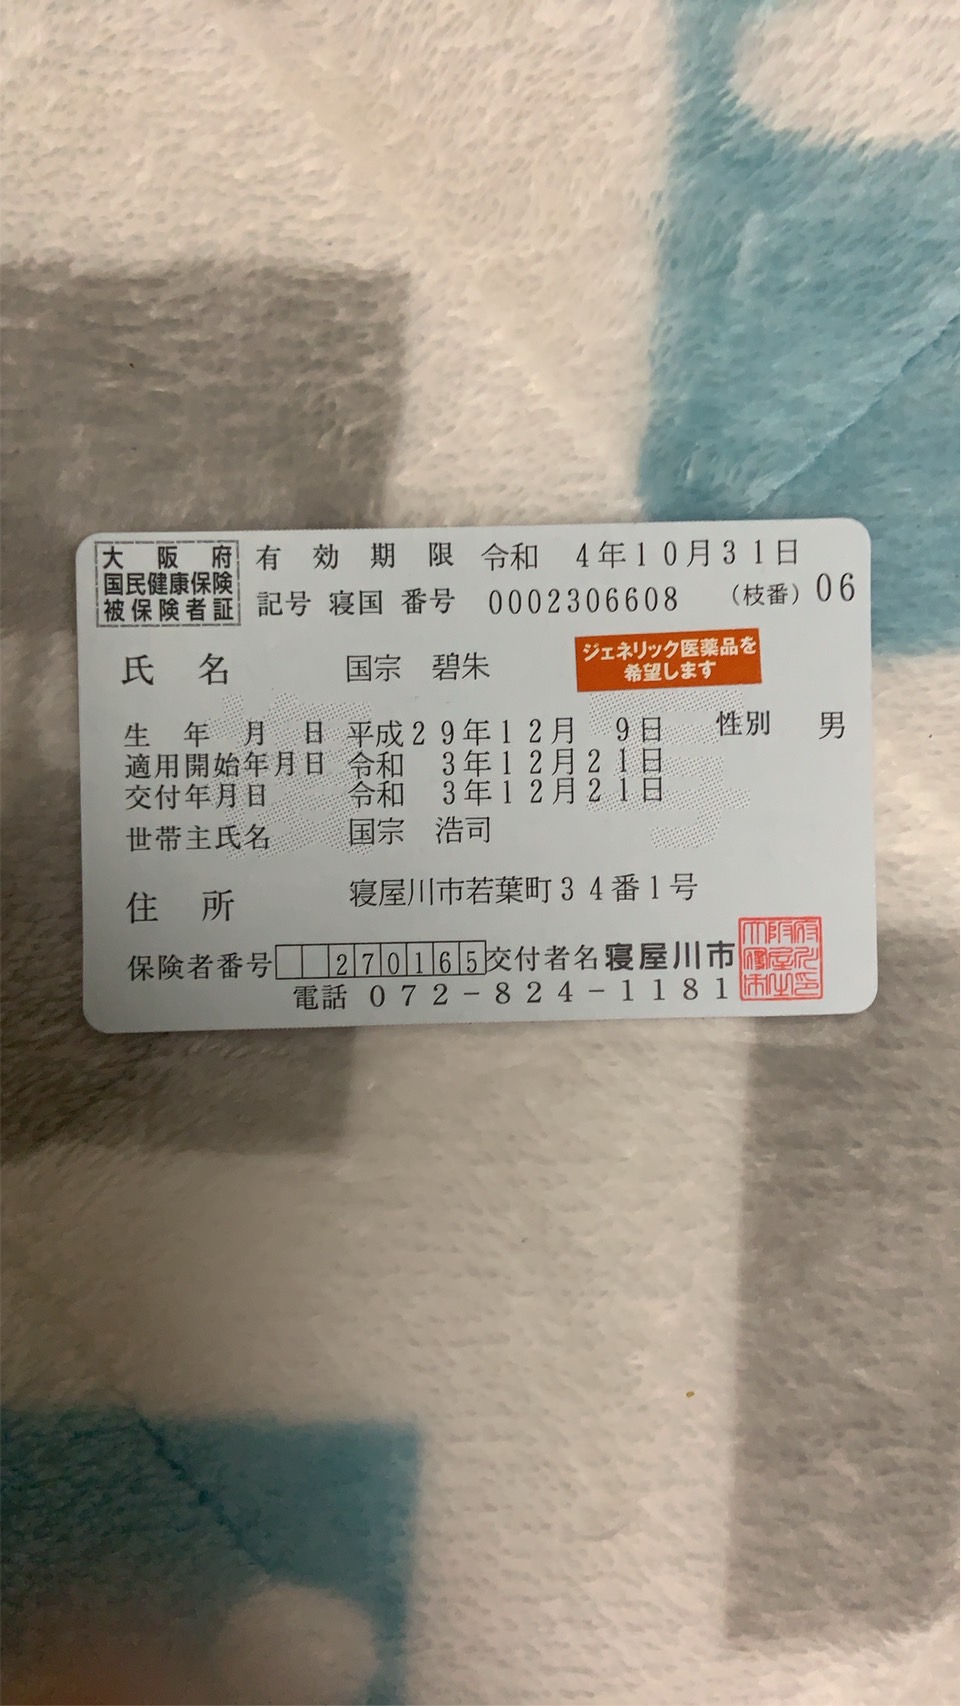 大阪府
国民健康保険
被保険者証
有効期限 令和 4年10月31日
記号 寝国 番号 0002306608 (枝番) 06
氏名 国宗 碧朱
ジェネリック医薬品を
希望します
生年月日 平成29年12月 9日 性別 男
適用開始年月日 令和 3年12月21日
交付年月日 令和 3年12月21日
世帯主氏名 国宗 浩司
住所 寝屋川市若葉町34番1号
保険者番号 270165 交付者名 寝屋川市
電話 072-824-1181